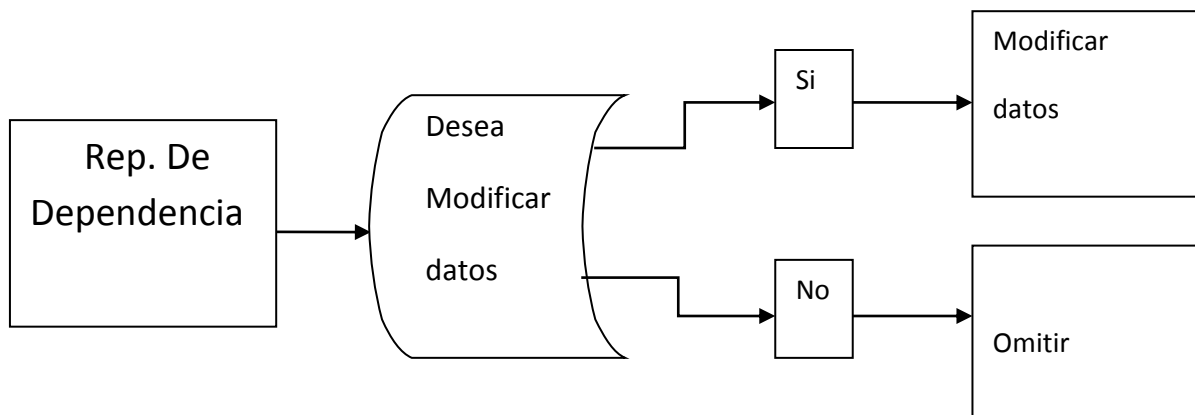 Rep. De
Dependencia
Desea
Modificar
datos
Si
Modificar
datos
No
Omitir